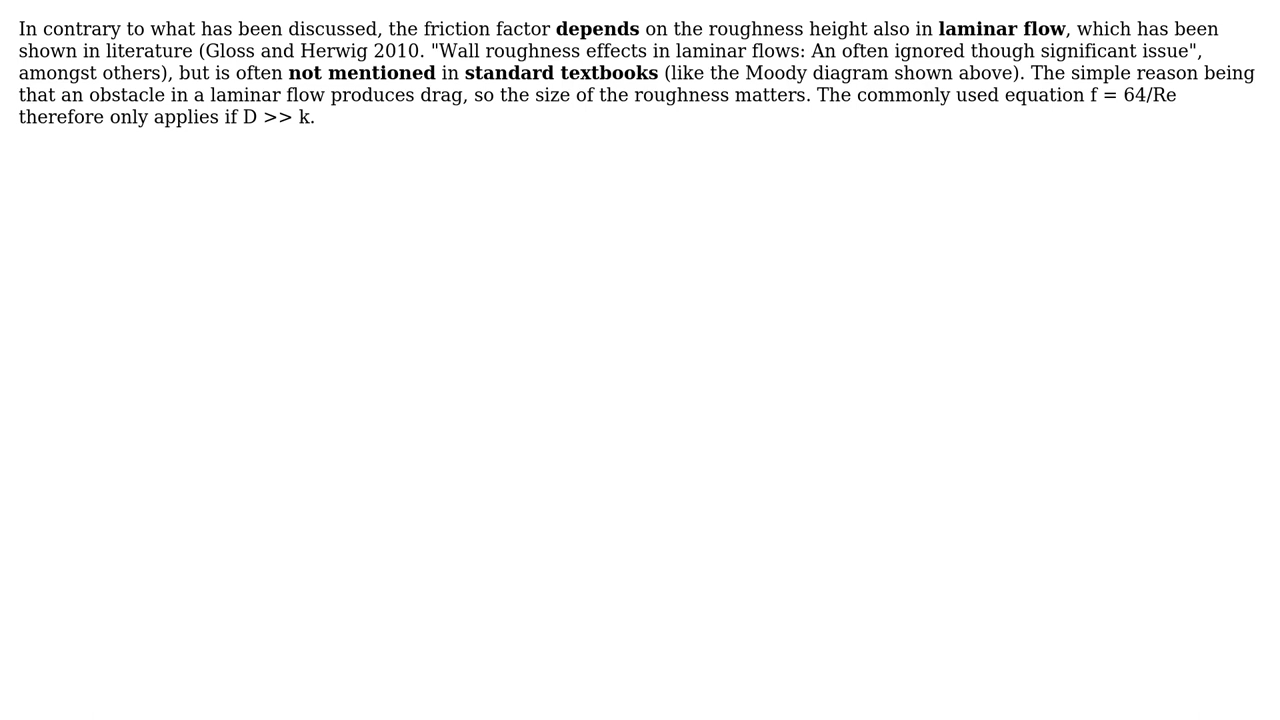 In contrary to what has been discussed, the friction factor depends on the roughness height also in laminar flow, which has been
shown in literature (Gloss and Herwig 2010. "Wall roughness effects in laminar flows: An often ignored though significant issue",
amongst others), but is often not mentioned in standard textbooks (like the Moody diagram shown above). The simple reason being
that an obstacle in a laminar flow produces drag, so the size of the roughness matters. The commonly used equation f = 64/Re
therefore only applies if D >> k.